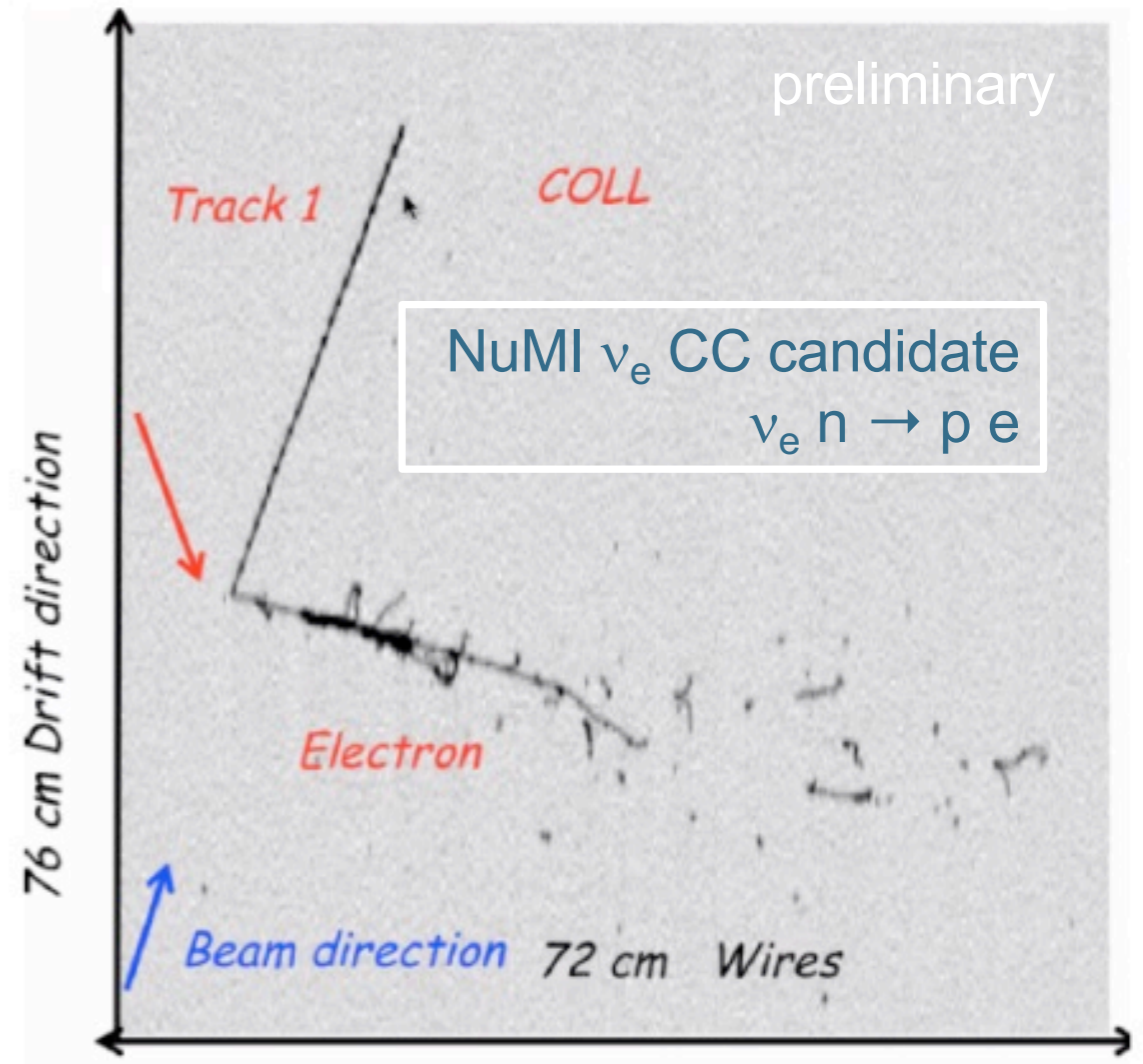 preliminary
Track 1
COLL
NuMI νe CC candidate
νe n → p e
76 cm Drift direction
Electron
Beam direction
72 cm Wires